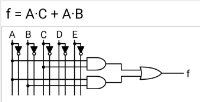 f = A·C + A·B
A B C D E
f